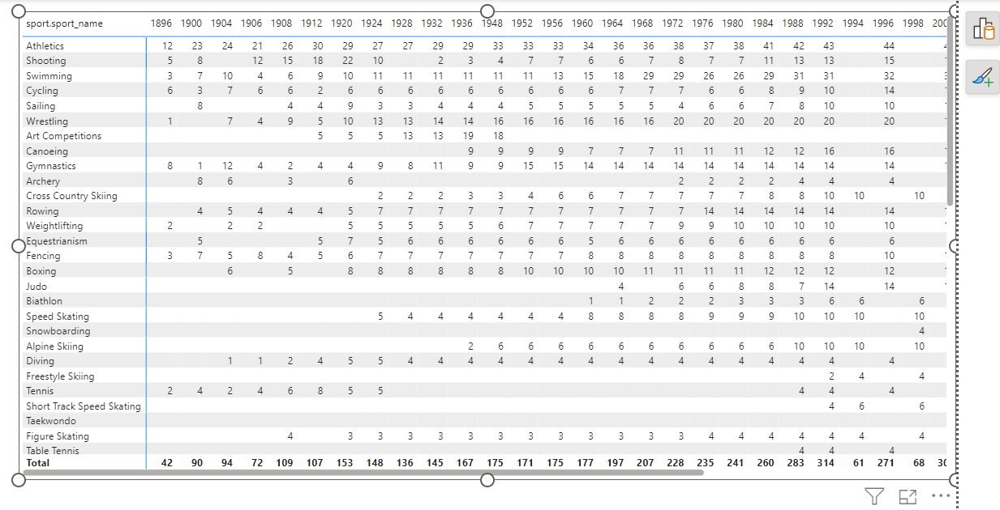 sport.sport_name 1896 1900 1904 1906 1908 1912 1920 1924 1928 1932 1936 1948 1952 1956 1960 1964 1968 1972 1976 1980 1984 1988 1992 1994 1996 1998
Athletics 12 23 24 21 26 30 29 27 27 29 29 33 33 33 34 36 36 38 37 38 41 42 43 44
Shooting 5 8 12 15 18 22 10 2 3 4 7 7 6 6 7 8 7 7 11 13 13 15
Swimming 3 7 10 4 6 9 10 11 11 11 11 11 11 13 15 18 29 29 26 26 29 31 31 32
Cycling 6 3 7 6 6 2 6 6 6 6 6 6 6 6 6 7 7 7 6 6 8 9 10 14
Sailing 8 4 4 9 3 3 4 4 4 5 5 5 5 5 4 6 6 7 8 10 10
Wrestling 1 7 4 9 5 10 13 13 14 14 16 16 16 16 16 16 20 20 20 20 20 20 20
Art Competitions 5 5 5 13 13 19 18
Canoeing 9 9 9 9 7 7 7 11 11 11 12 12 16 16
Gymnastics 8 1 12 4 2 4 4 9 8 11 9 9 15 15 14 14 14 14 14 14 14 14 14 14
Archery 8 6 3 6 2 2 2 2 4 4 4
Cross Country Skiing 2 2 2 3 3 4 6 6 7 7 7 7 7 8 8 10 10 10
Rowing 4 5 4 4 4 5 7 7 7 7 7 7 7 7 7 7 7 14 14 14 14 14 14
Weightlifting 2 2 2 5 5 5 5 5 6 7 7 7 7 7 9 9 10 10 10 10 10
Equestrianism 5 5 7 5 6 6 6 6 6 6 5 6 6 6 6 6 6 6 6 6
Fencing 3 7 5 8 4 5 6 7 7 7 7 7 7 7 8 8 8 8 8 8 8 8 8 10
Boxing 6 5 8 8 8 8 8 8 10 10 10 10 11 11 11 11 12 12 12 12
Judo 4 6 6 8 8 7 14 14
Biathlon 1 1 2 2 2 3 3 3 6 6 6
Speed Skating 5 4 4 4 4 4 4 8 8 8 8 9 9 9 10 10 10 10
Snowboarding 4
Alpine Skiing 2 6 6 6 6 6 6 6 6 6 6 10 10 10 10
Diving 1 1 2 4 5 5 4 4 4 4 4 4 4 4 4 4 4 4 4 4 4 4
Freestyle Skiing 2 4 4
Tennis 2 4 2 4 6 8 5 5 4 4 4
Short Track Speed Skating 4 6 6
Taekwondo
Figure Skating 4 3 3 3 3 3 3 3 3 3 3 3 3 4 4 4 4 4 4 4
Table Tennis 4 4 4
Total 42 90 94 72 109 107 153 148 136 145 167 175 171 175 177 197 207 228 235 241 260 283 314 61 271 68